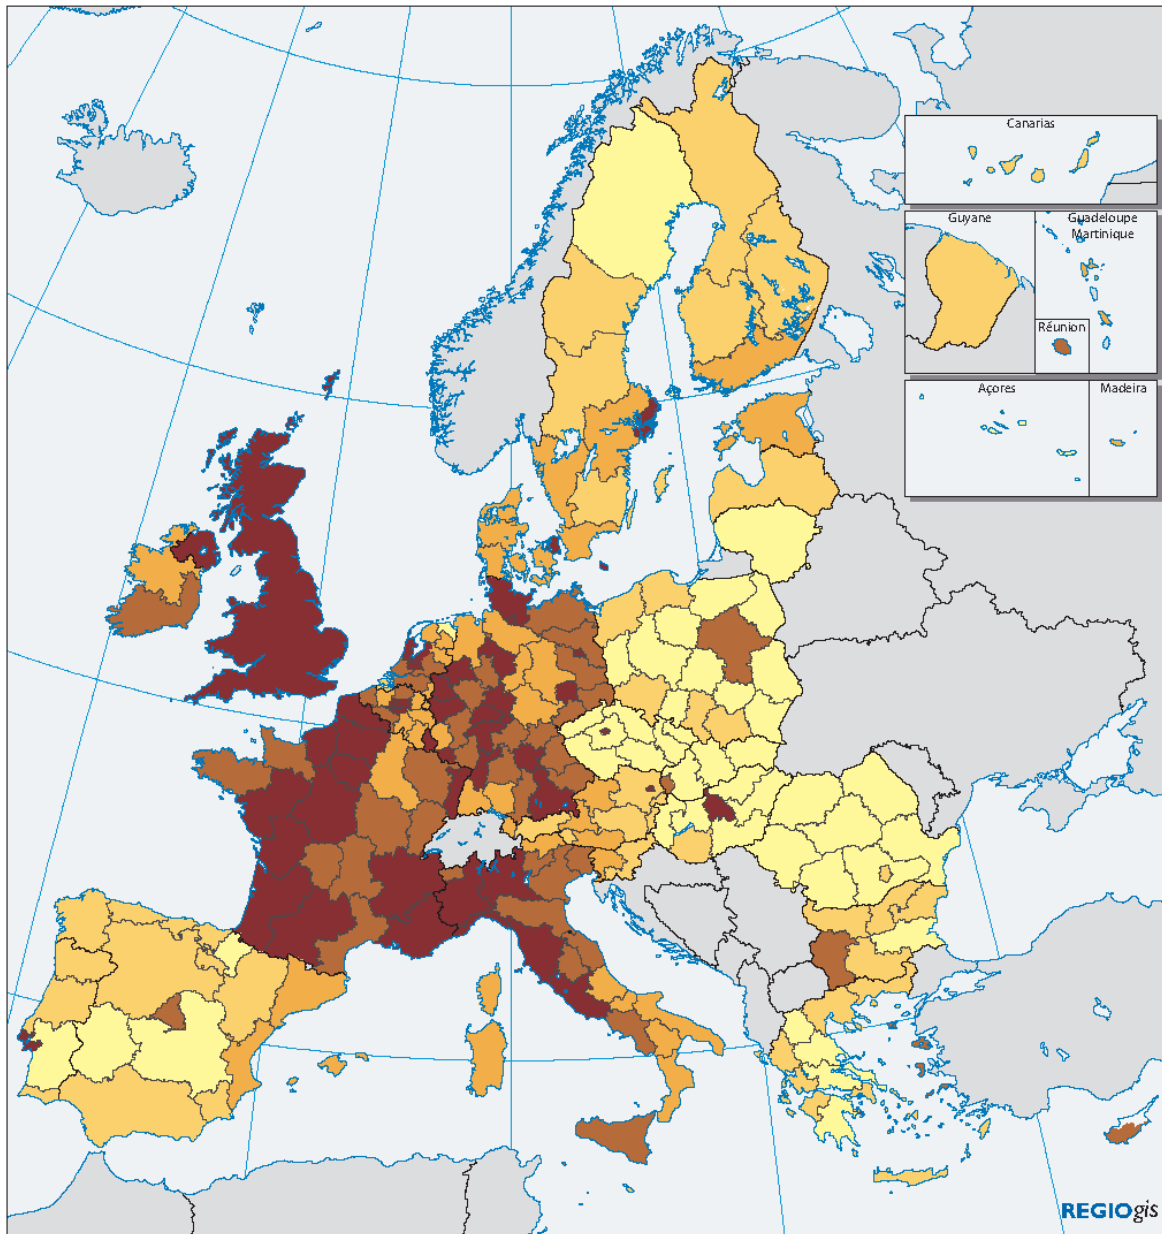 Canarias
Guyane
Guadeloupe
Martinique
Réunion
Açores
Madeira
REGIOgis